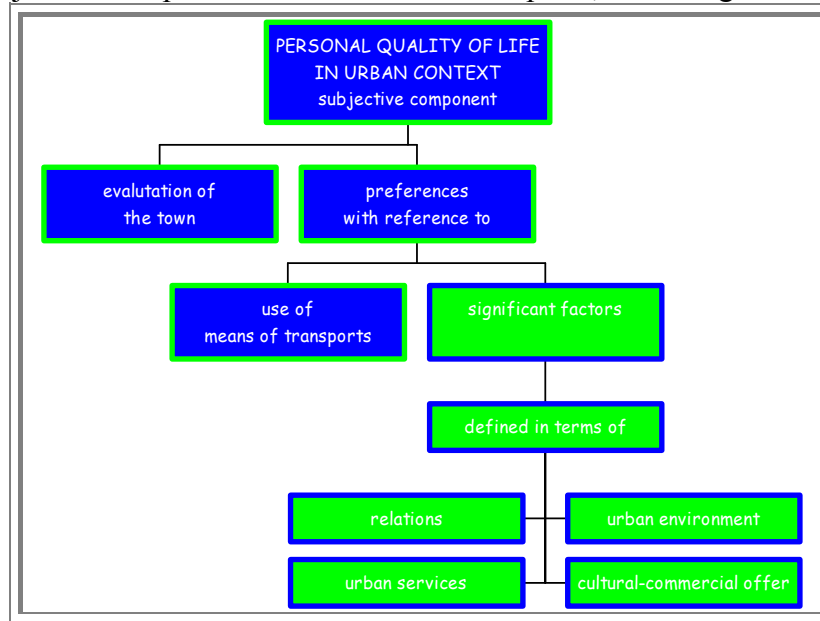 PERSONAL QUALITY OF LIFE
IN URBAN CONTEXT
subjective component
evalutation of
the town
preferences
with reference to
use of
means of transports
significant factors
defined in terms of
relations
urban environment
urban services
cultural-commercial offer